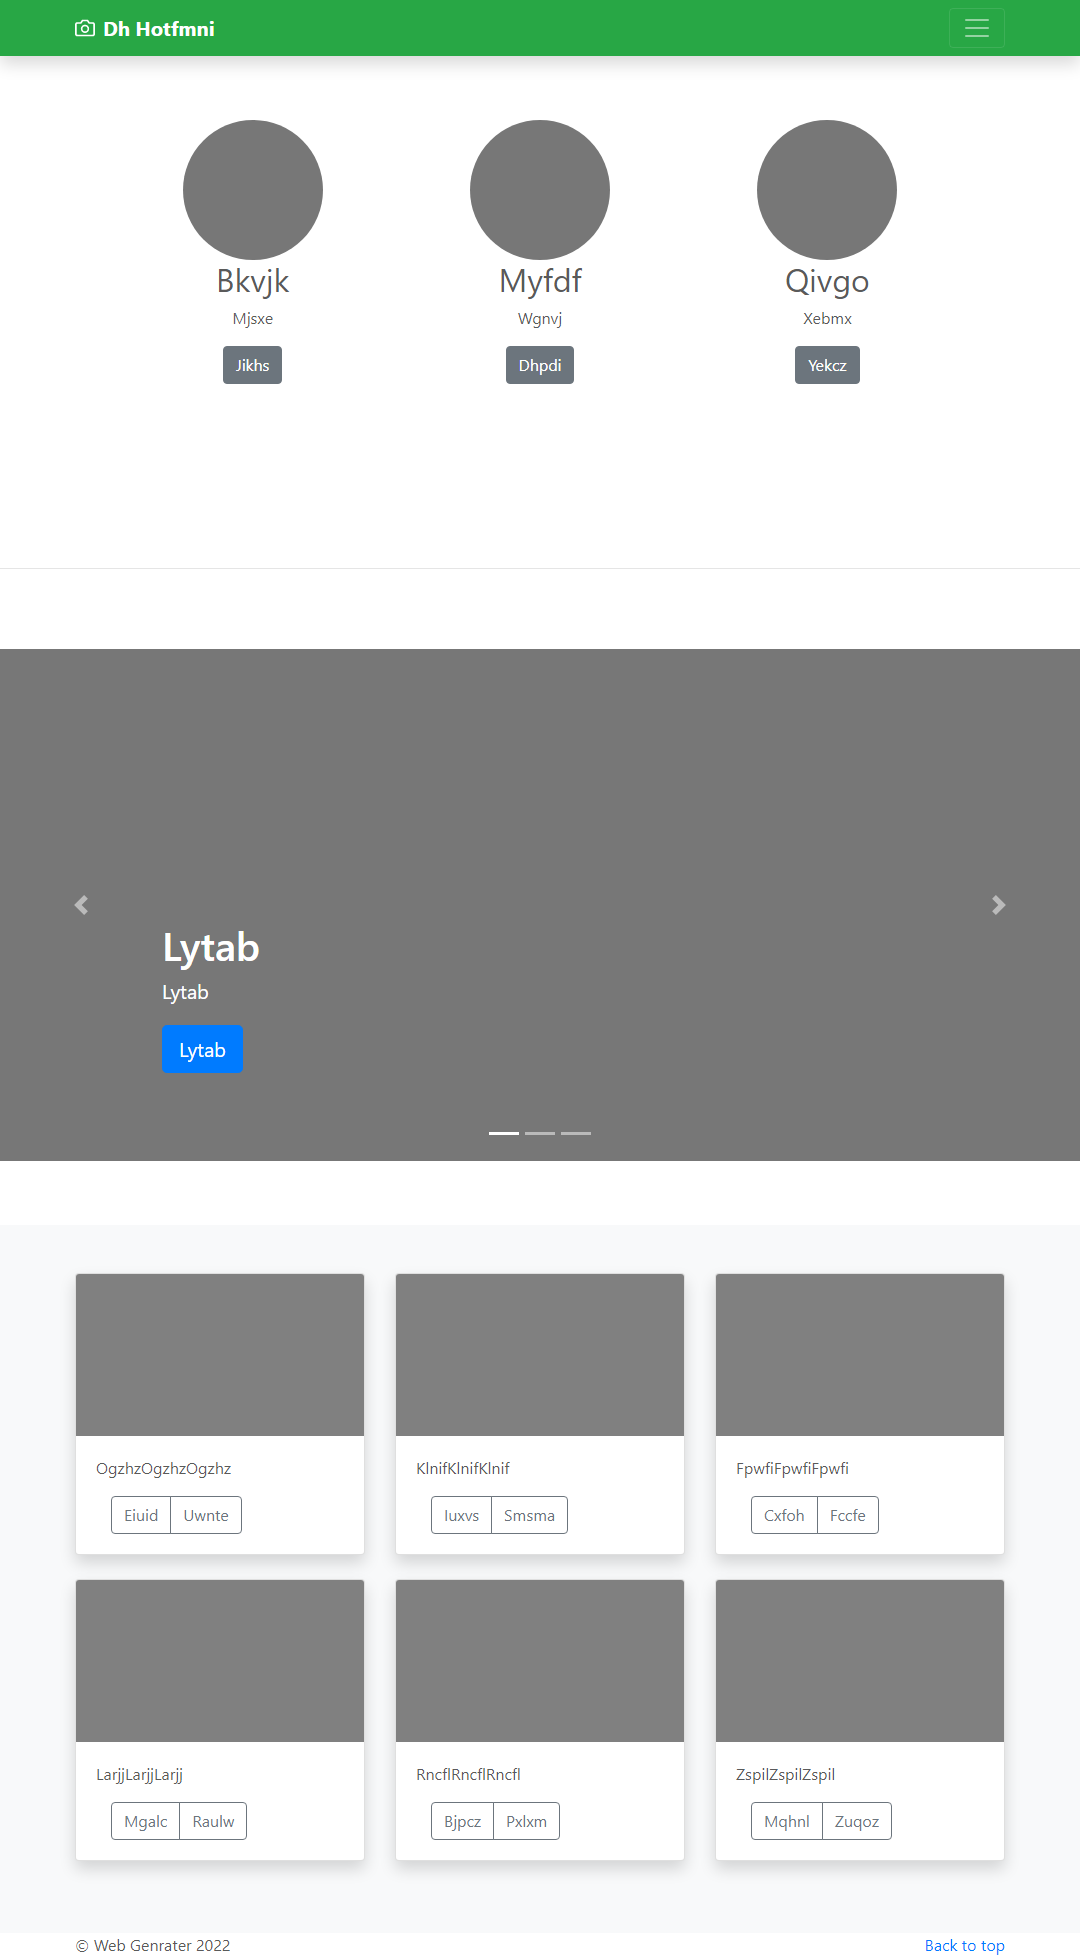 Dh Hotfmni
Bkvjk Myfdf Qivgo
Mjsxe Wgnvj Xebmx
Jikhs Dhpdi Yekcz
Lytab
Lytab
Lytab
OgzhzOgzhzOgzhz KlnifKlnifKlnif FpwfiFpwfiFpwfi
Eiuid Uwnte Iuxvs Smsma Cxfoh Fccfe
LarjjLarjjLarjj RncflRncflRncfl ZspilZspilZspil
Mgalc Raulw Bjpcz Pxlxm Mqhnl Zuqoz
© Web Genrater 2022 Back to top